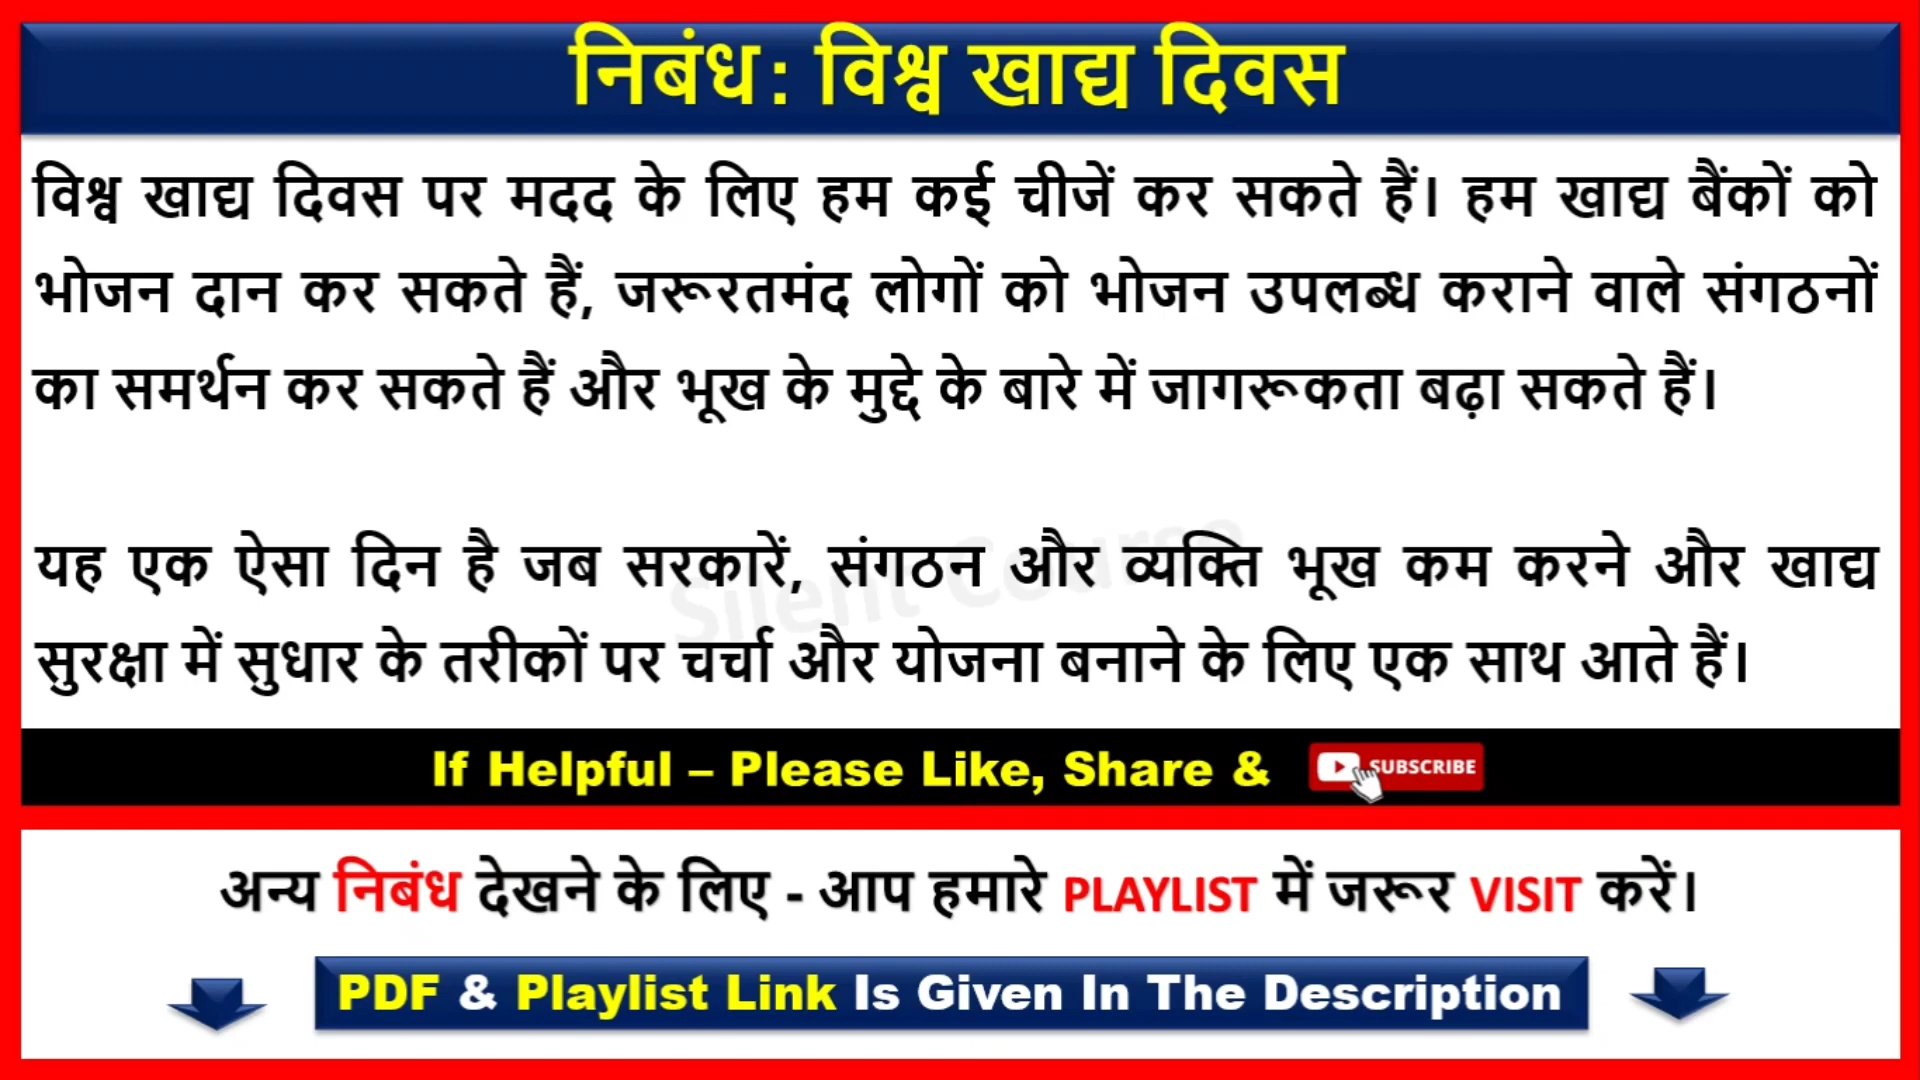 निबंध: विश्व खाद्य दिवस
विश्व खाद्य दिवस पर मदद के लिए हम कई चीजें कर सकते हैं। हम खाद्य बैंकों को
भोजन दान कर सकते हैं, जरूरतमंद लोगों को भोजन उपलब्ध कराने वाले संगठनों
का समर्थन कर सकते हैं और भूख के मुद्दे के बारे में जागरूकता बढ़ा सकते हैं।
Silent Course
यह एक ऐसा दिन है जब सरकारें, संगठन और व्यक्ति भूख कम करने और खाद्य
सुरक्षा में सुधार के तरीकों पर चर्चा और योजना बनाने के लिए एक साथ आते हैं।
If Helpful – Please Like, Share & SUBSCRIBE
अन्य निबंध देखने के लिए - आप हमारे PLAYLIST में जरूर VISIT करें।
PDF & Playlist Link Is Given In The Description